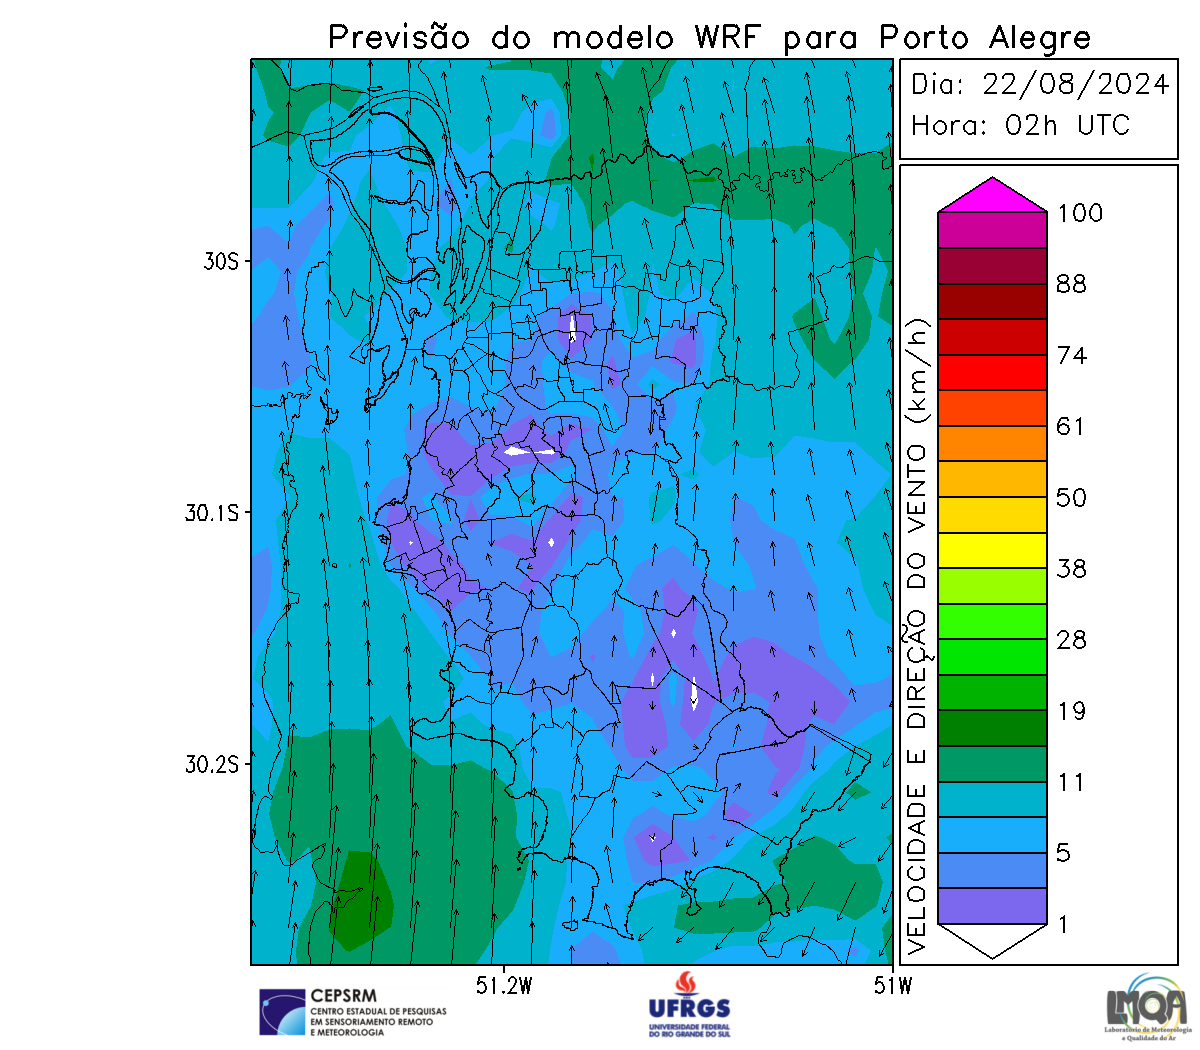 Previsão do modelo WRF para Porto Alegre
Dia: 22/08/2024
Hora: 02h UTC
30S
30.1S
30.2S
51.2W
51W
VELOCIDADE E DIREÇÃO DO VENTO (km/h)
100
88
74
61
50
38
28
19
11
5
1
CEPSRM
CENTRO ESTADUAL DE PESQUISAS
EM SENSORIAMENTO REMOTO
E METEOROLOGIA
UFRGS
UNIVERSIDADE FEDERAL
DO RIO GRANDE DO SUL
LMQA
Laboratório de Meteorologia
e Qualidade do Ar